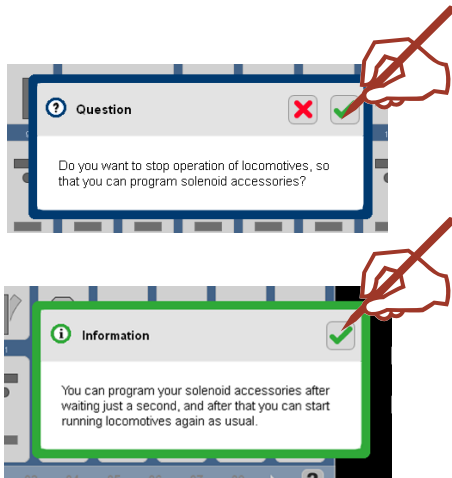 Question
Do you want to stop operation of locomotives, so
that you can program solenoid accessories?
Information
You can program your solenoid accessories after
waiting just a second, and after that you can start
running locomotives again as usual.
?